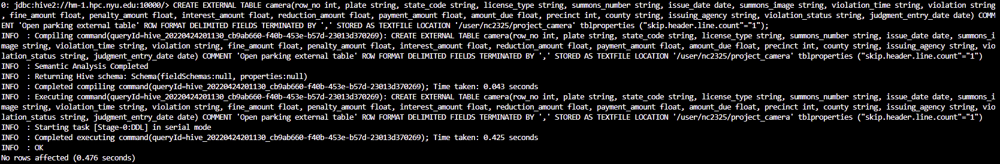 0: jdbc:hive2://hm-1.hpc.nyu.edu:10000/> CREATE EXTERNAL TABLE camera(row_no int, plate string, state_code string, license_type string, summons_number string, issue_date date, summons_image string, violation_time string, violation string
, fine_amount float, penalty_amount float, interest_amount float, reduction_amount float, payment_amount float, amount_due float, precinct int, county string, issuing_agency string, violation_status string, judgment_entry_date date) COMM
ENT 'Open parking external table' ROW FORMAT DELIMITED FIELDS TERMINATED BY ',' STORED AS TEXTFILE LOCATION '/user/nc2325/project_camera' tblproperties ("skip.header.line.count"="1");
INFO  : Compiling command(queryId=hive_20220424201130_cb9ab660-f40b-453e-b57d-23013d370269): CREATE EXTERNAL TABLE camera(row_no int, plate string, state_code string, license_type string, summons_number string, issue_date date, summons_i
mage string, violation_time string, violation string, fine_amount float, penalty_amount float, interest_amount float, reduction_amount float, payment_amount float, amount_due float, precinct int, county string, issuing_agency string, vio
lation_status string, judgment_entry_date date) COMMENT 'Open parking external table' ROW FORMAT DELIMITED FIELDS TERMINATED BY ',' STORED AS TEXTFILE LOCATION '/user/nc2325/project_camera' tblproperties ("skip.header.line.count"="1")
INFO  : Semantic Analysis Completed
INFO  : Returning Hive schema: Schema(fieldSchemas:null, properties:null)
INFO  : Completed compiling command(queryId=hive_20220424201130_cb9ab660-f40b-453e-b57d-23013d370269); Time taken: 0.043 seconds
INFO  : Executing command(queryId=hive_20220424201130_cb9ab660-f40b-453e-b57d-23013d370269): CREATE EXTERNAL TABLE camera(row_no int, plate string, state_code string, license_type string, summons_number string, issue_date date, summons_i
mage string, violation_time string, violation string, fine_amount float, penalty_amount float, interest_amount float, reduction_amount float, payment_amount float, amount_due float, precinct int, county string, issuing_agency string, vio
lation_status string, judgment_entry_date date) COMMENT 'Open parking external table' ROW FORMAT DELIMITED FIELDS TERMINATED BY ',' STORED AS TEXTFILE LOCATION '/user/nc2325/project_camera' tblproperties ("skip.header.line.count"="1")
INFO  : Starting task [Stage-0:DDL] in serial mode
INFO  : Completed executing command(queryId=hive_20220424201130_cb9ab660-f40b-453e-b57d-23013d370269); Time taken: 0.425 seconds
INFO  : OK
No rows affected (0.476 seconds)